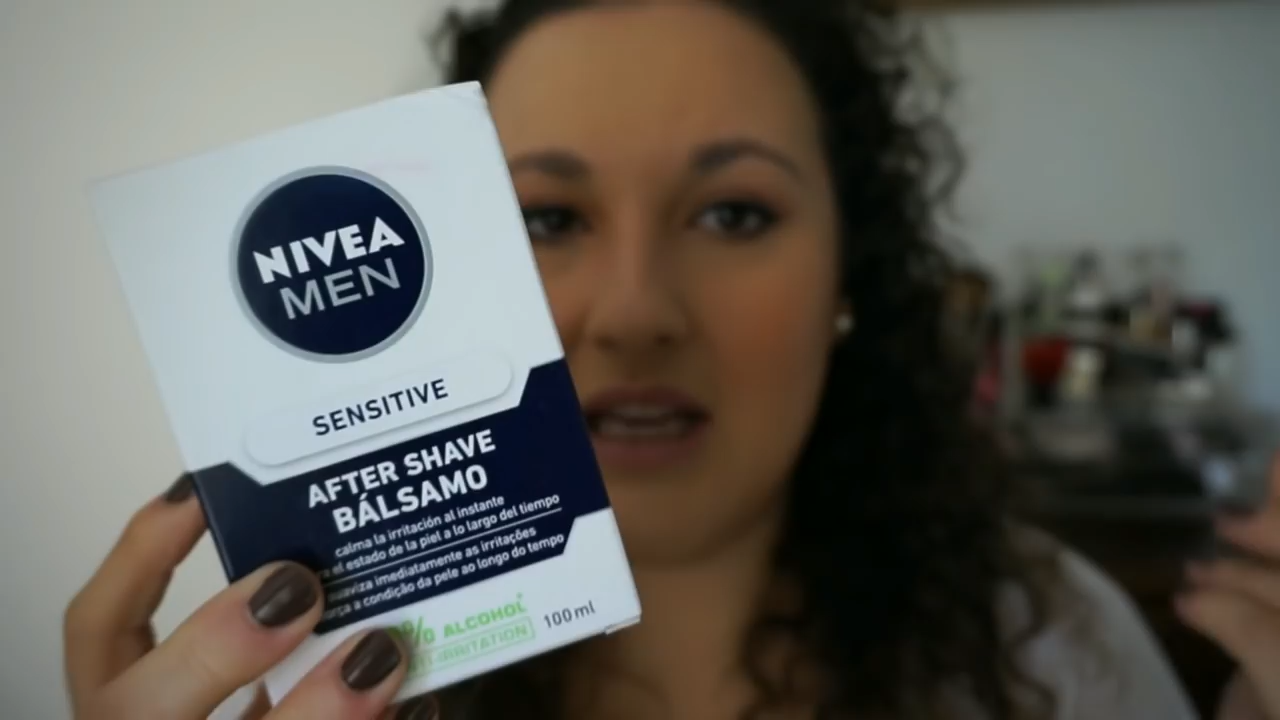 NIVEA
MEN
SENSITIVE
AFTER SHAVE
BÁLSAMO
calma la irritación al instante
el estado de la piel a lo largo del tiempo
suaviza imediatamente as irritações
a condição da pele ao longo do tempo
% ALCOHOL*
100 ml